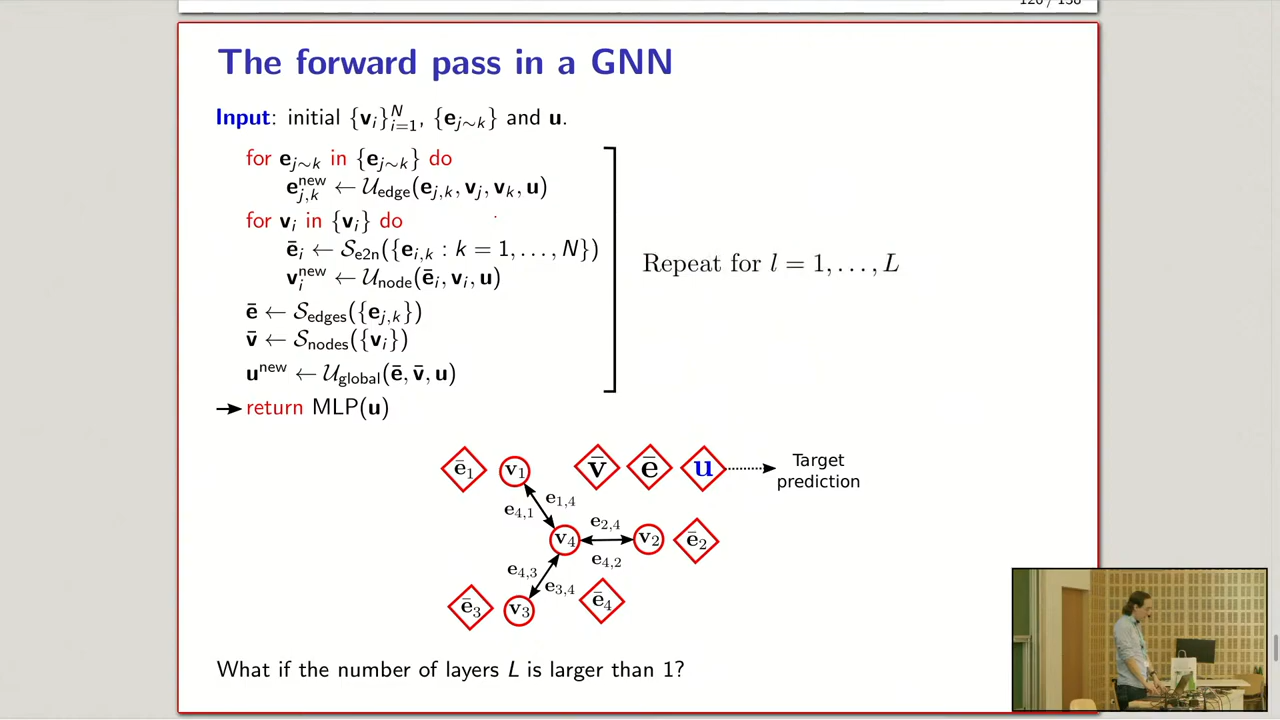 120 / 138
The forward pass in a GNN
Input: initial {v_i}_{i=1}^N, {e_{j∼k}} and u.
for e_{j∼k} in {e_{j∼k}} do
e_{j,k}^{new} ← U_edge(e_{j,k}, v_j, v_k, u)
for v_i in {v_i} do
ē_i ← S_e2n({e_{i,k} : k = 1, . . . , N})
v_i^{new} ← U_node(ē_i, v_i, u)
ē ← S_edges({e_{j,k}})
v̄ ← S_nodes({v_i})
u^{new} ← U_global(ē, v̄, u)
return MLP(u)
Repeat for l = 1, . . . , L
ē_1 v_1 v̄ ē u Target
prediction
e_{1,4}
e_{4,1}
e_{2,4}
v_4 v_2 ē_2
e_{4,2}
e_{4,3}
e_{3,4}
ē_3 v_3 ē_4
What if the number of layers L is larger than 1?